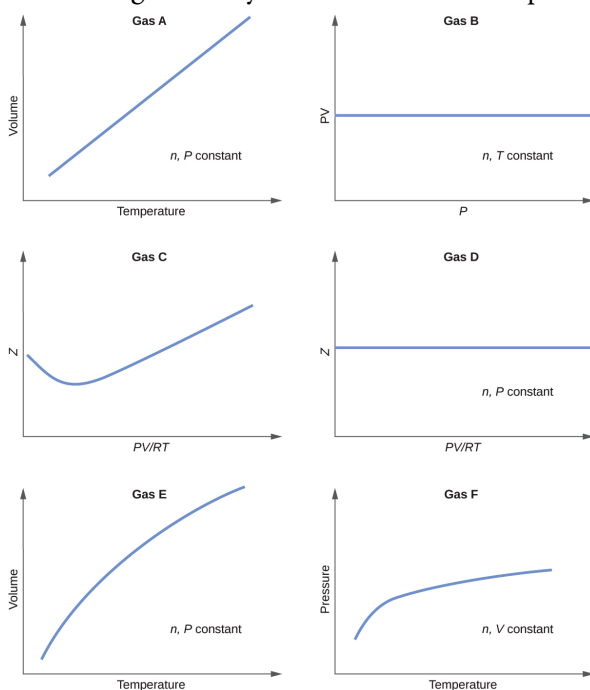 Gas A
Volume
n, P constant
Temperature
Gas B
PV
n, T constant
P
Gas C
Z
PV/RT
Gas D
Z
n, P constant
PV/RT
Gas E
Volume
n, P constant
Temperature
Gas F
Pressure
n, V constant
Temperature